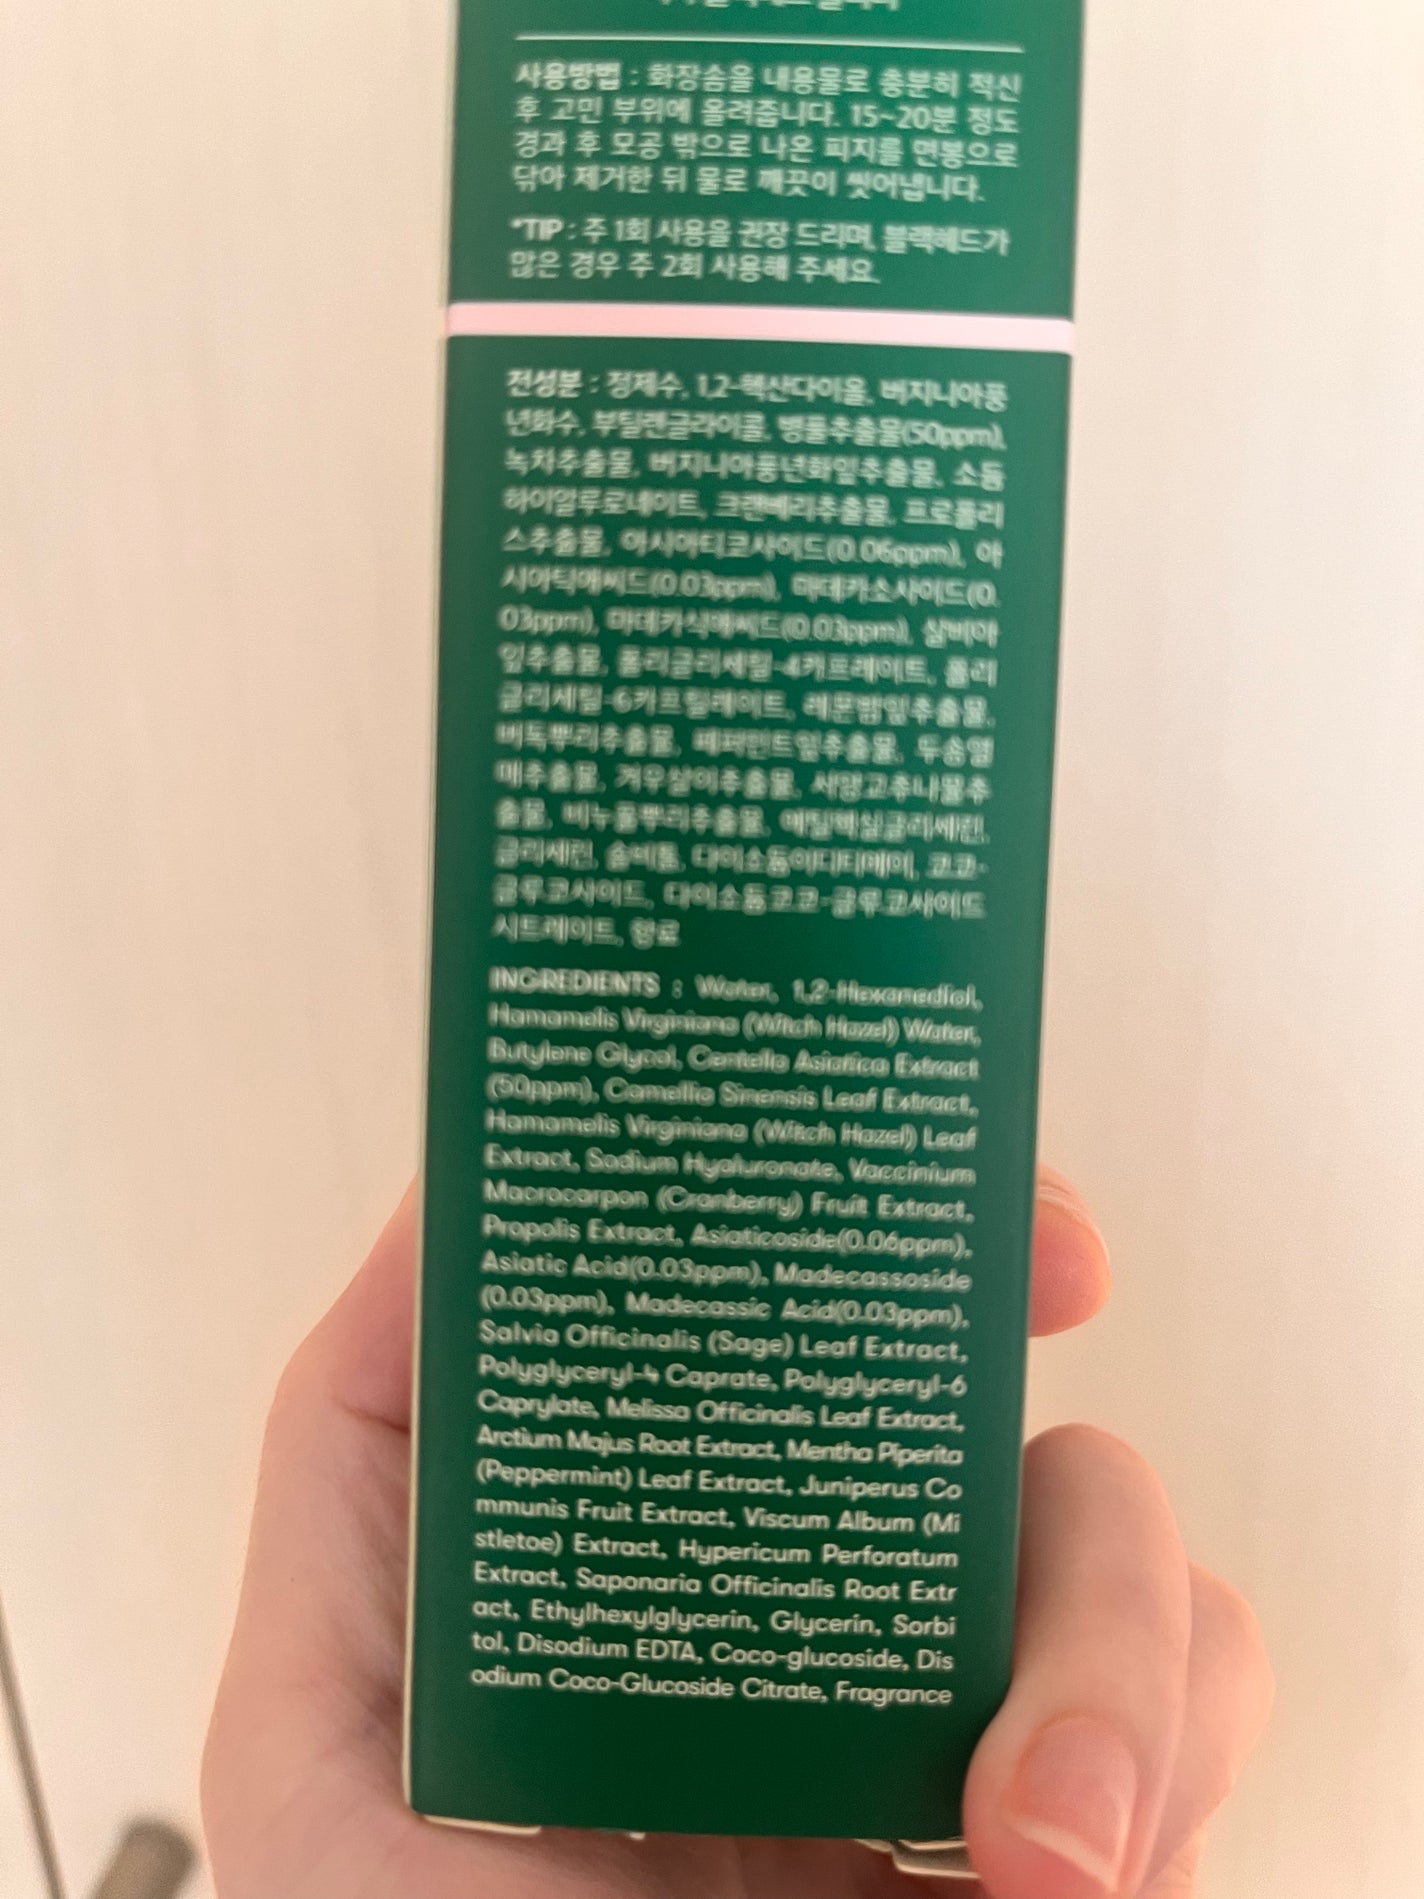 사용방법 : 화장솜을 내용물로 충분히 적신
후 고민 부위에 올려줍니다. 15~20분 정도
경과 후 모공 밖으로 나온 피지를 면봉으로
닦아 제거한 뒤 물로 깨끗이 씻어냅니다.
*TIP : 주 1회 사용을 권장 드리며, 블랙헤드가
많은 경우 주 2회 사용해 주세요.
전성분 : 정제수, 1,2-헥산다이올, 버지니아풍
년화수, 부틸렌글라이콜, 병풀추출물(50ppm),
녹차추출물, 버지니아풍년화잎추출물, 소듐
하이알루로네이트, 크랜베리추출물, 프로폴리
스추출물, 아시아티코사이드(0.06ppm), 아
시아틱애씨드(0.03ppm), 마데카소사이드(0.
03ppm), 마데카식애씨드(0.03ppm), 살비아
잎추출물, 폴리글리세릴-4카프레이트, 폴리
글리세릴-6카프릴레이트, 레몬밤잎추출물,
버독뿌리추출물, 페퍼민트잎추출물, 두송열
매추출물, 겨우살이추출물, 서양고추나물추
출물, 비누풀뿌리추출물, 에틸헥실글리세린,
글리세린, 솔비톨, 다이소듐이디티에이, 코코-
글루코사이드, 다이소듐코코-글루코사이드
시트레이트, 향료
INGREDIENTS : Water, 1,2-Hexanediol,
Hamamelis Virginiana (Witch Hazel) Water,
Butylene Glycol, Centella Asiatica Extract
(50ppm), Camellia Sinensis Leaf Extract,
Hamamelis Virginiana (Witch Hazel) Leaf
Extract, Sodium Hyaluronate, Vaccinium
Macrocarpon (Cranberry) Fruit Extract,
Propolis Extract, Asiaticoside(0.06ppm),
Asiatic Acid(0.03ppm), Madecassoside
(0.03ppm), Madecassic Acid(0.03ppm),
Salvia Officinalis (Sage) Leaf Extract,
Polyglyceryl-4 Caprate, Polyglyceryl-6
Caprylate, Melissa Officinalis Leaf Extract,
Arctium Majus Root Extract, Mentha Piperita
(Peppermint) Leaf Extract, Juniperus Co
mmunis Fruit Extract, Viscum Album (Mi
stletoe) Extract, Hypericum Perforatum
Extract, Saponaria Officinalis Root Extr
act, Ethylhexylglycerin, Glycerin, Sorbi
tol, Disodium EDTA, Coco-glucoside, Dis
odium Coco-Glucoside Citrate, Fragrance